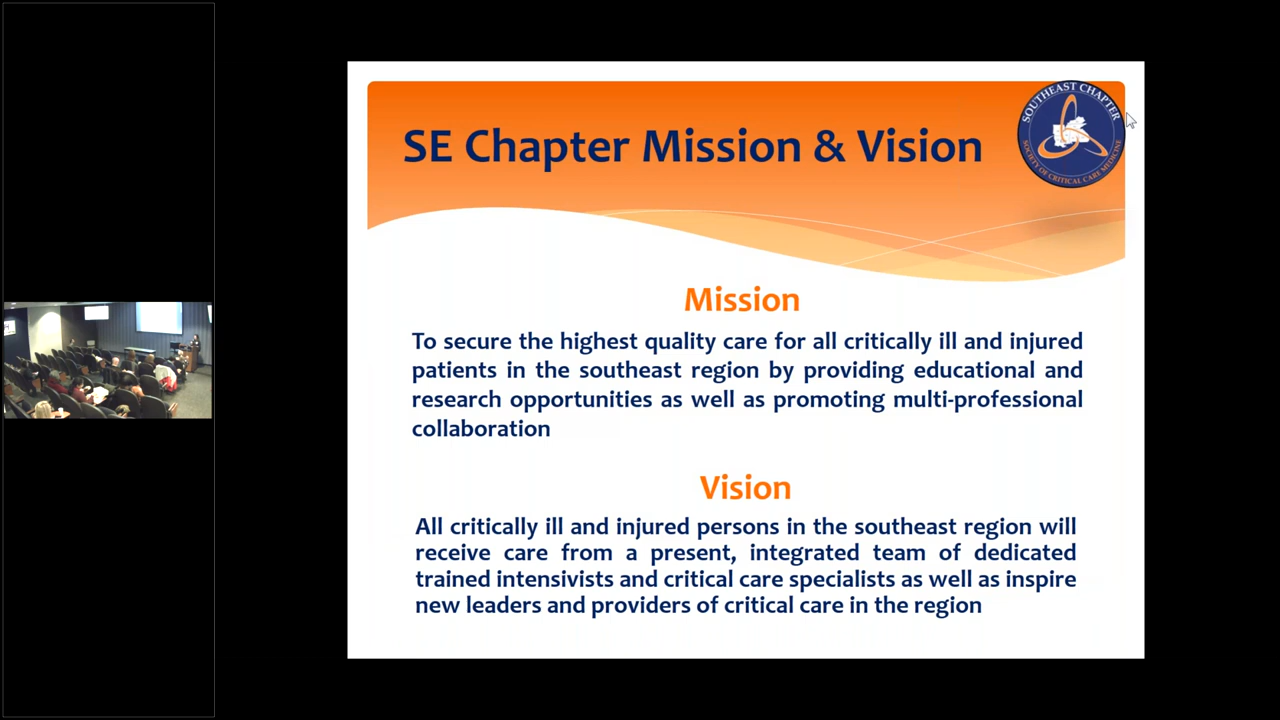 SE Chapter Mission & Vision
SOUTHEAST CHAPTER
SOCIETY OF CRITICAL CARE MEDICINE
Mission
To secure the highest quality care for all critically ill and injured
patients in the southeast region by providing educational and
research opportunities as well as promoting multi-professional
collaboration
Vision
All critically ill and injured persons in the southeast region will
receive care from a present, integrated team of dedicated
trained intensivists and critical care specialists as well as inspire
new leaders and providers of critical care in the region